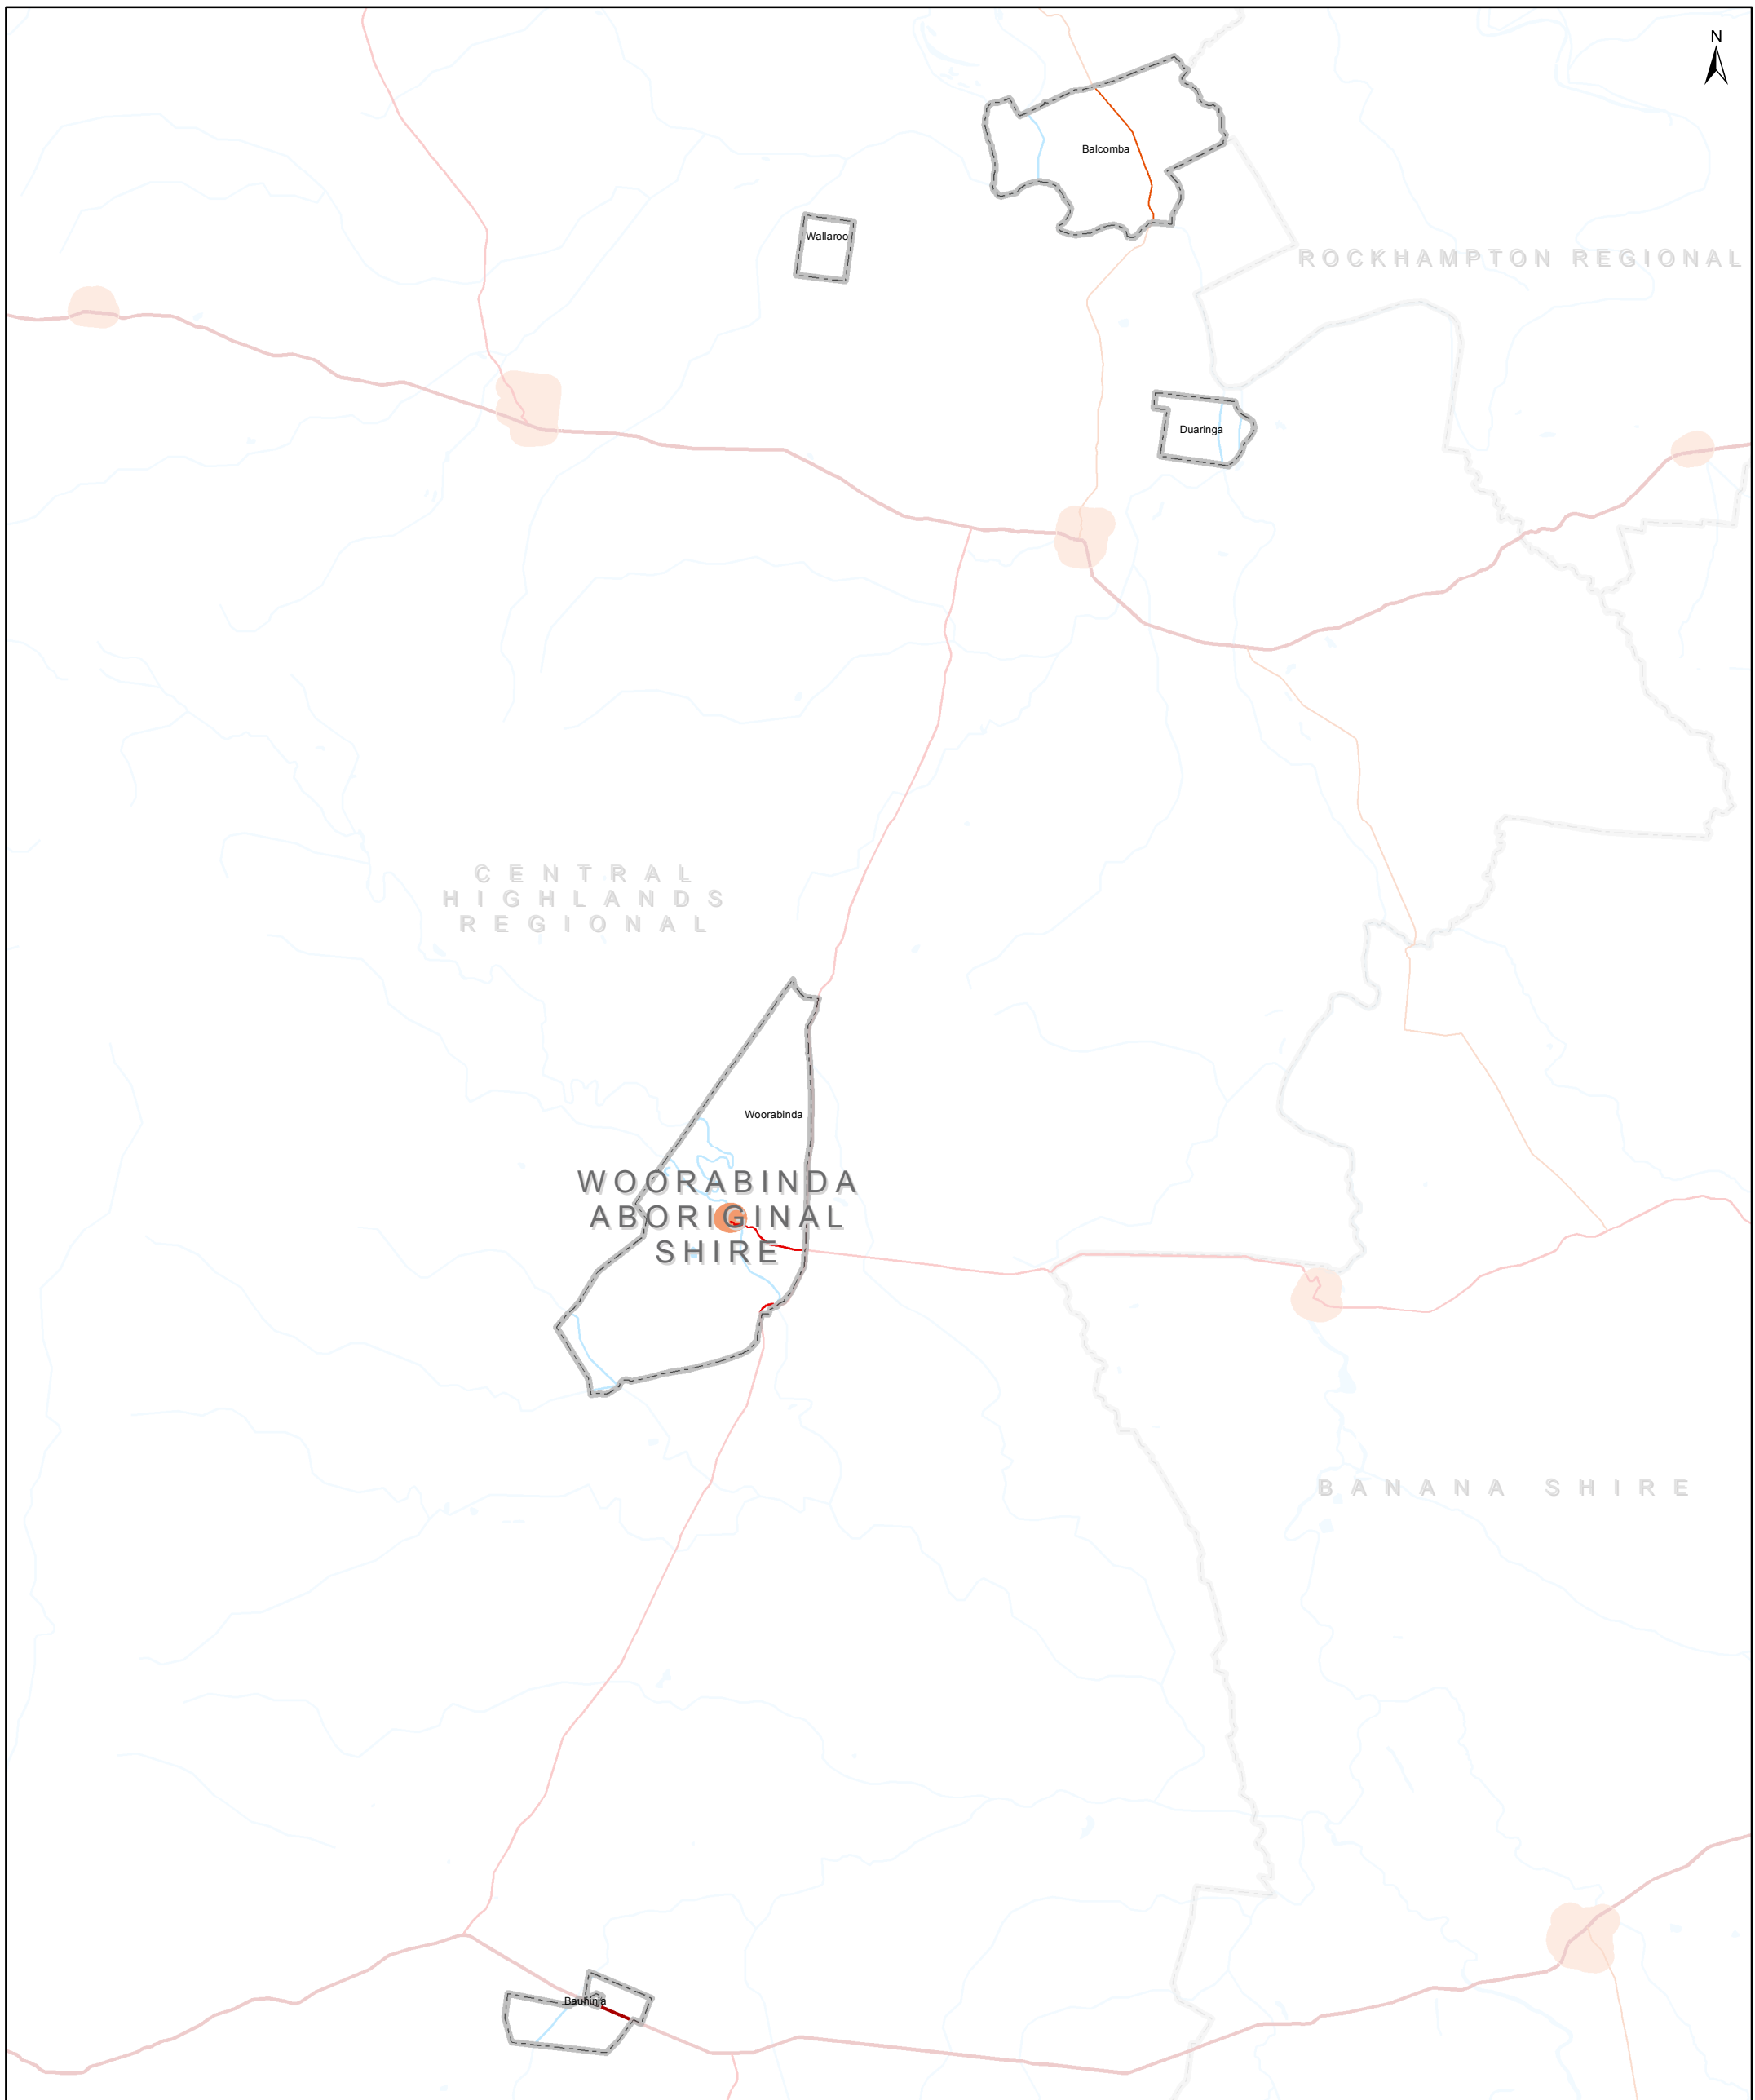 N
Balcomba
Wallaroo
ROCKHAMPTON REGIONAL
Duaringa
CENTRAL
HIGHLANDS
REGIONAL
Woorabinda
WOORABINDA
ABORIGINAL
SHIRE
BANANA SHIRE
Bauhinia